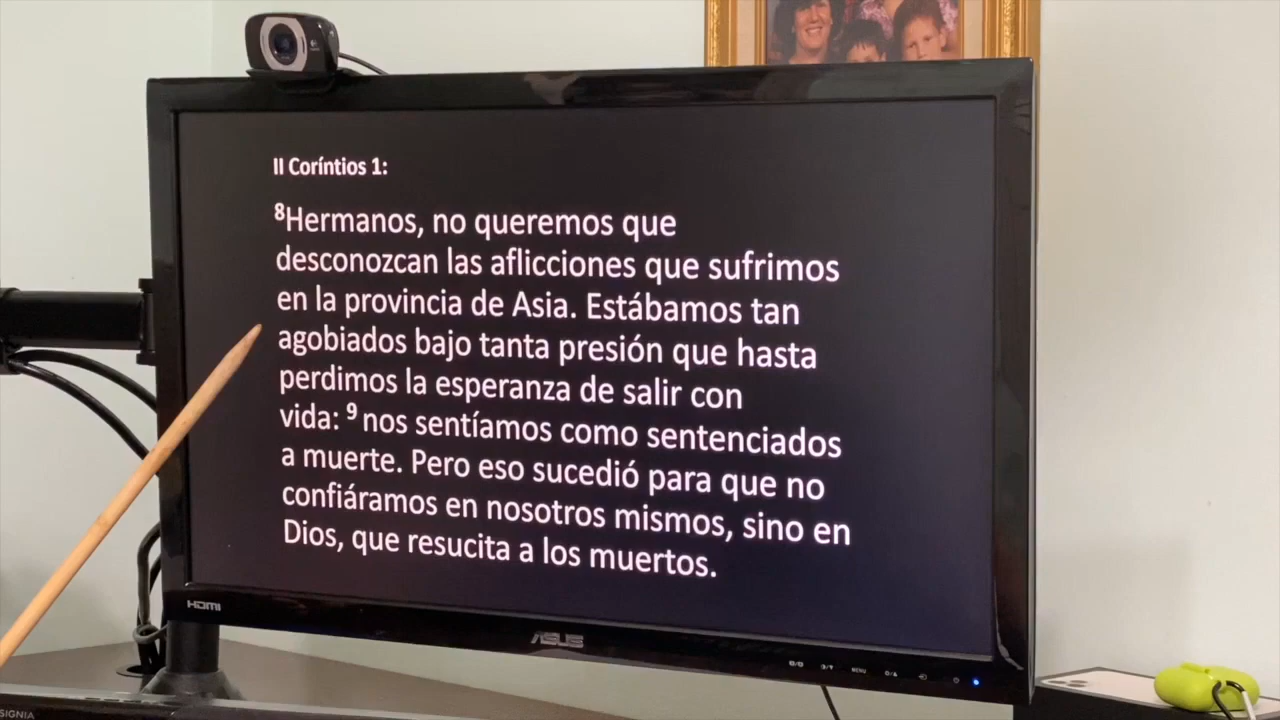 II Coríntios 1:
⁸Hermanos, no queremos que
desconozcan las aflicciones que sufrimos
en la provincia de Asia. Estábamos tan
agobiados bajo tanta presión que hasta
perdimos la esperanza de salir con
vida: ⁹ nos sentíamos como sentenciados
a muerte. Pero eso sucedió para que no
confiáramos en nosotros mismos, sino en
Dios, que resucita a los muertos.
HDMI
ASUS
MENU
SIGNIA